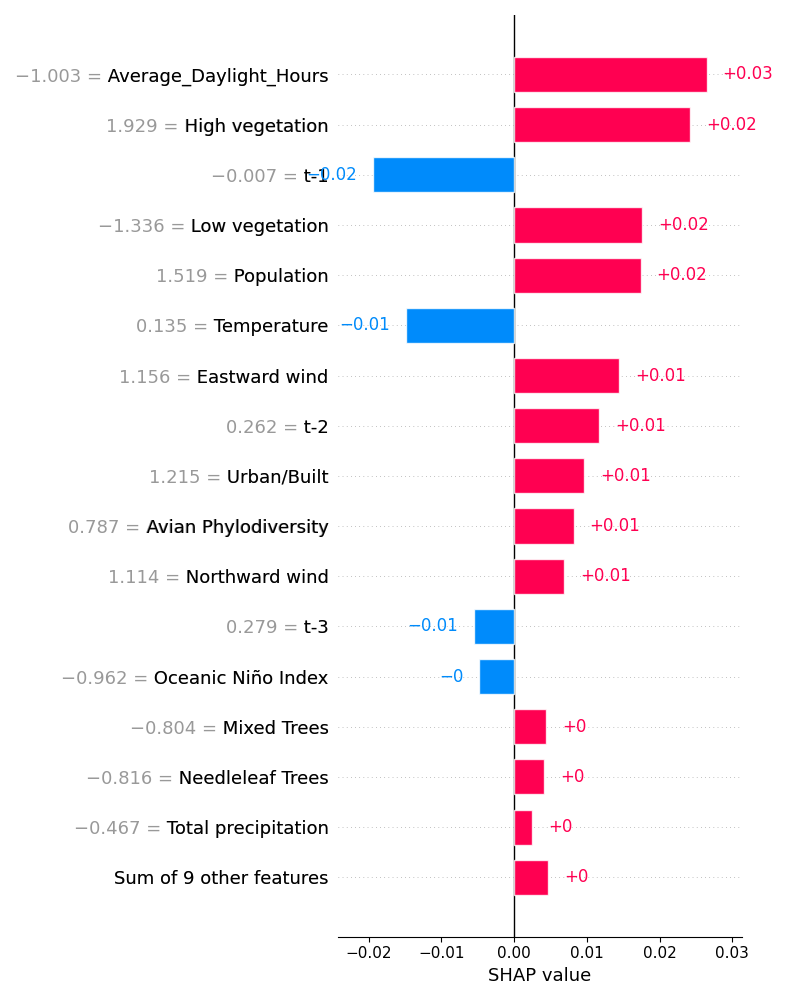 −1.003 = Average_Daylight_Hours +0.03
1.929 = High vegetation +0.02
−0.007 = t-1 −0.02
−1.336 = Low vegetation +0.02
1.519 = Population +0.02
0.135 = Temperature −0.01
1.156 = Eastward wind +0.01
0.262 = t-2 +0.01
1.215 = Urban/Built +0.01
0.787 = Avian Phylodiversity +0.01
1.114 = Northward wind +0.01
0.279 = t-3 −0.01
−0.962 = Oceanic Niño Index −0
−0.804 = Mixed Trees +0
−0.816 = Needleleaf Trees +0
−0.467 = Total precipitation +0
Sum of 9 other features +0
−0.02 −0.01 0.00 0.01 0.02 0.03
SHAP value